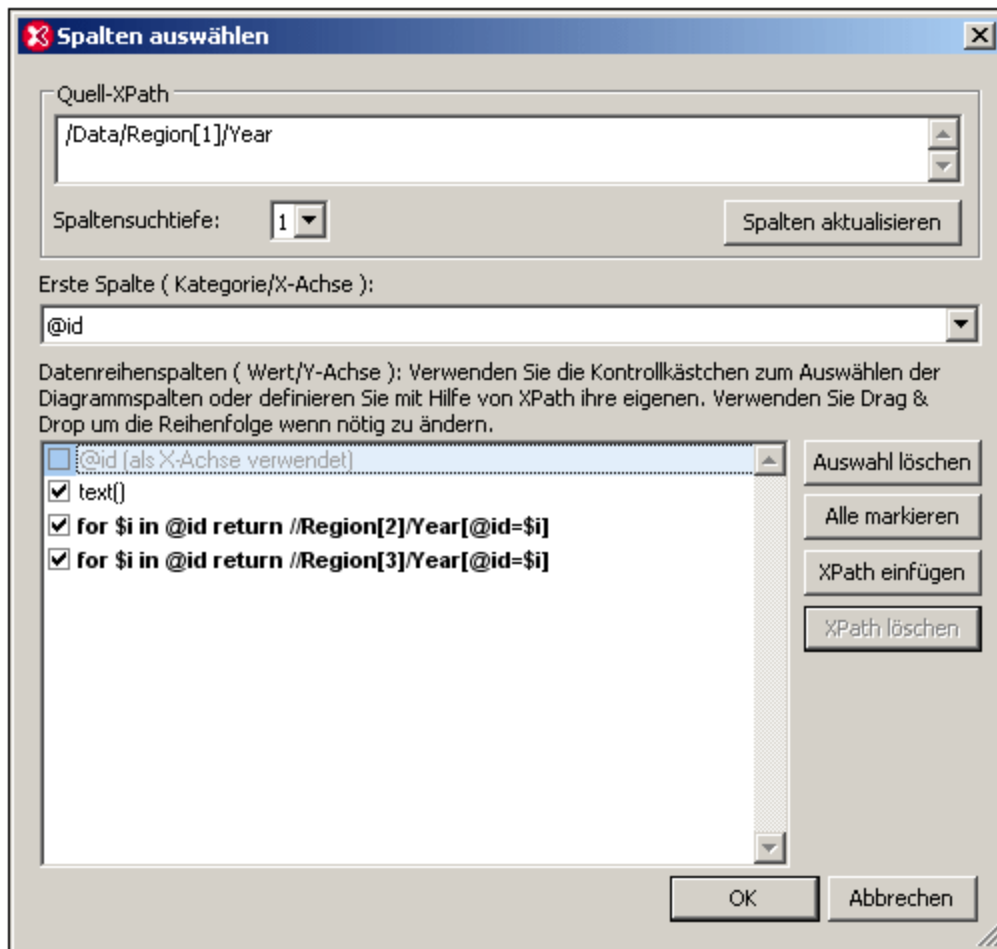 Spalten auswählen
Quell-XPath
/Data/Region[1]/Year
Spaltensuchtiefe:
1
Spalten aktualisieren
Erste Spalte ( Kategorie/X-Achse ):
@id
Datenreihenspalten ( Wert/Y-Achse ): Verwenden Sie die Kontrollkästchen zum Auswählen der
Diagrammspalten oder definieren Sie mit Hilfe von XPath ihre eigenen. Verwenden Sie Drag &
Drop um die Reihenfolge wenn nötig zu ändern.
@id (als X-Achse verwendet)
text()
for $i in @id return //Region[2]/Year[@id=$i]
for $i in @id return //Region[3]/Year[@id=$i]
Auswahl löschen
Alle markieren
XPath einfügen
XPath löschen
OK
Abbrechen